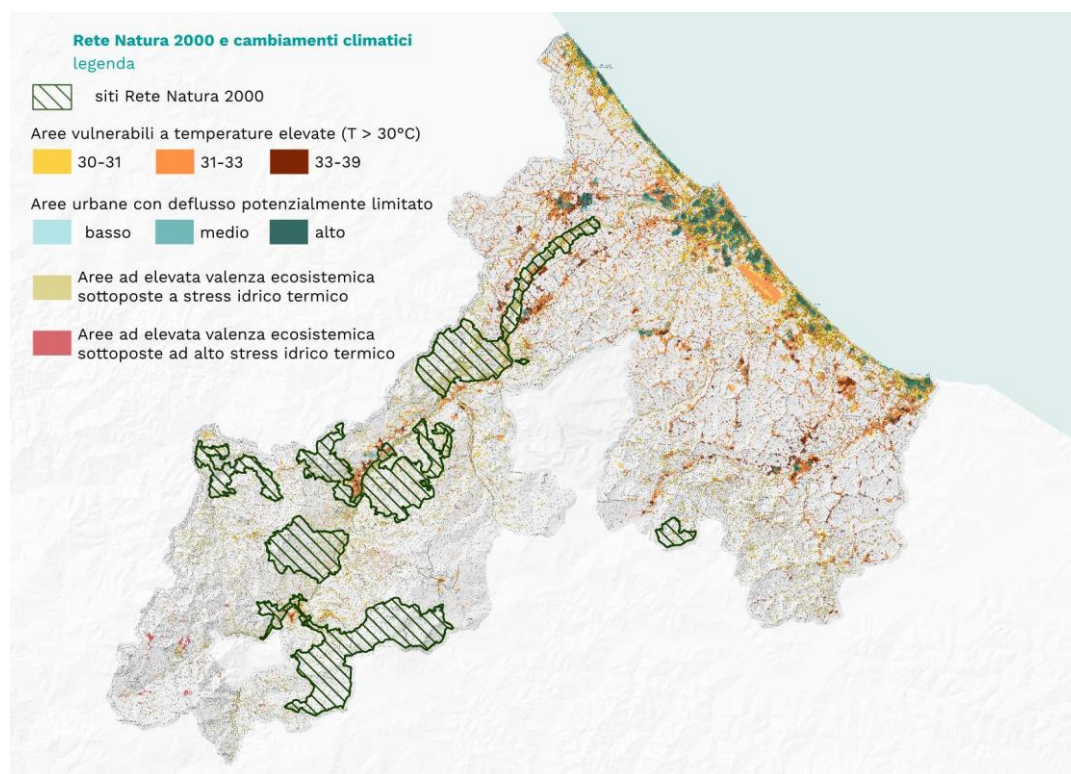 Rete Natura 2000 e cambiamenti climatici
legenda
siti Rete Natura 2000
Aree vulnerabili a temperature elevate (T > 30°C)
30-31 31-33 33-39
Aree urbane con deflusso potenzialmente limitato
basso medio alto
Aree ad elevata valenza ecosistemica
sottoposte a stress idrico termico
Aree ad elevata valenza ecosistemica
sottoposte ad alto stress idrico termico